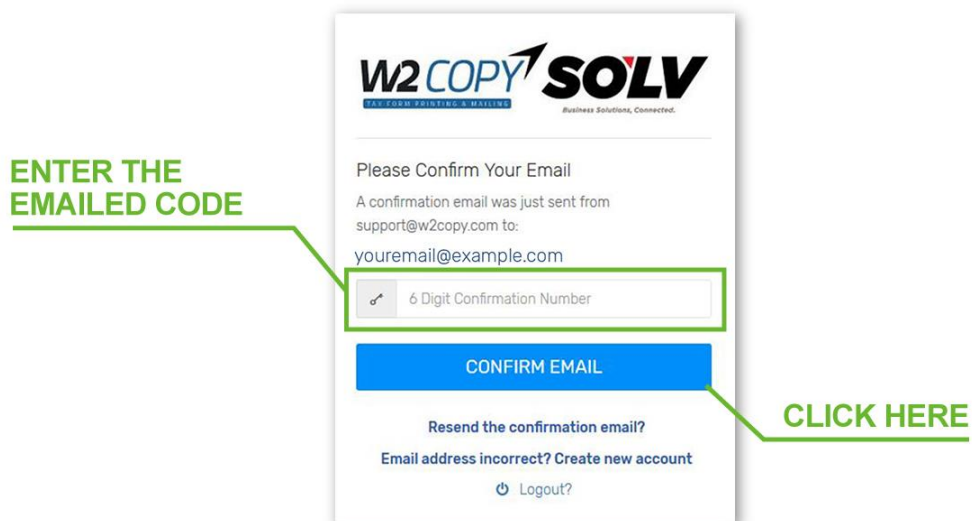 W2 COPY SOLV
TAX FORM PRINTING & MAILING
Business Solutions, Connected.
ENTER THE
EMAILED CODE
Please Confirm Your Email
A confirmation email was just sent from
support@w2copy.com to:
youremail@example.com
6 Digit Confirmation Number
CONFIRM EMAIL
CLICK HERE
Resend the confirmation email?
Email address incorrect? Create new account
Logout?